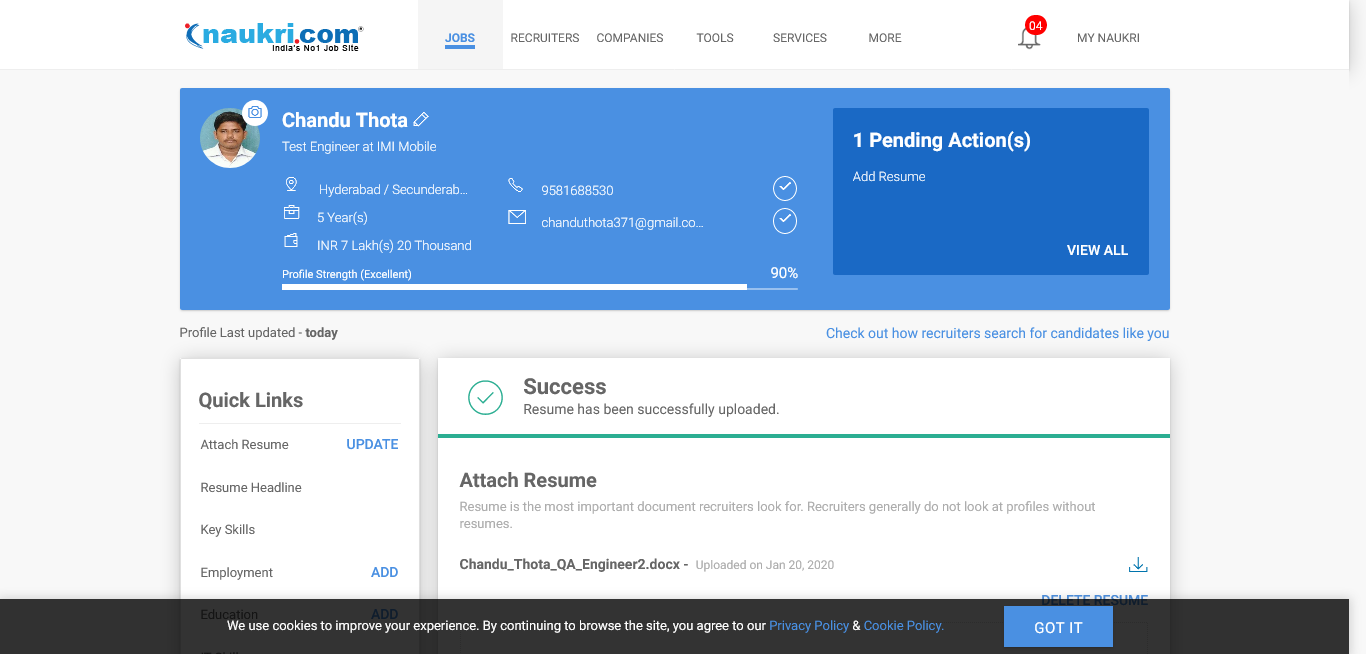 naukri.com
India's No1 Job Site
JOBS
RECRUITERS
COMPANIES
TOOLS
SERVICES
MORE
04
MY NAUKRI
Chandu Thota
Test Engineer at IMI Mobile
Hyderabad / Secunderab...
9581688530
5 Year(s)
chanduthota371@gmail.co...
INR 7 Lakh(s) 20 Thousand
Profile Strength (Excellent)
90%
1 Pending Action(s)
Add Resume
VIEW ALL
Profile Last updated - today
Check out how recruiters search for candidates like you
Quick Links
Attach Resume UPDATE
Resume Headline
Key Skills
Employment ADD
Education ADD
Success
Resume has been successfully uploaded.
Attach Resume
Resume is the most important document recruiters look for. Recruiters generally do not look at profiles without
resumes.
Chandu_Thota_QA_Engineer2.docx - Uploaded on Jan 20, 2020
DELETE RESUME
We use cookies to improve your experience. By continuing to browse the site, you agree to our Privacy Policy & Cookie Policy.
GOT IT